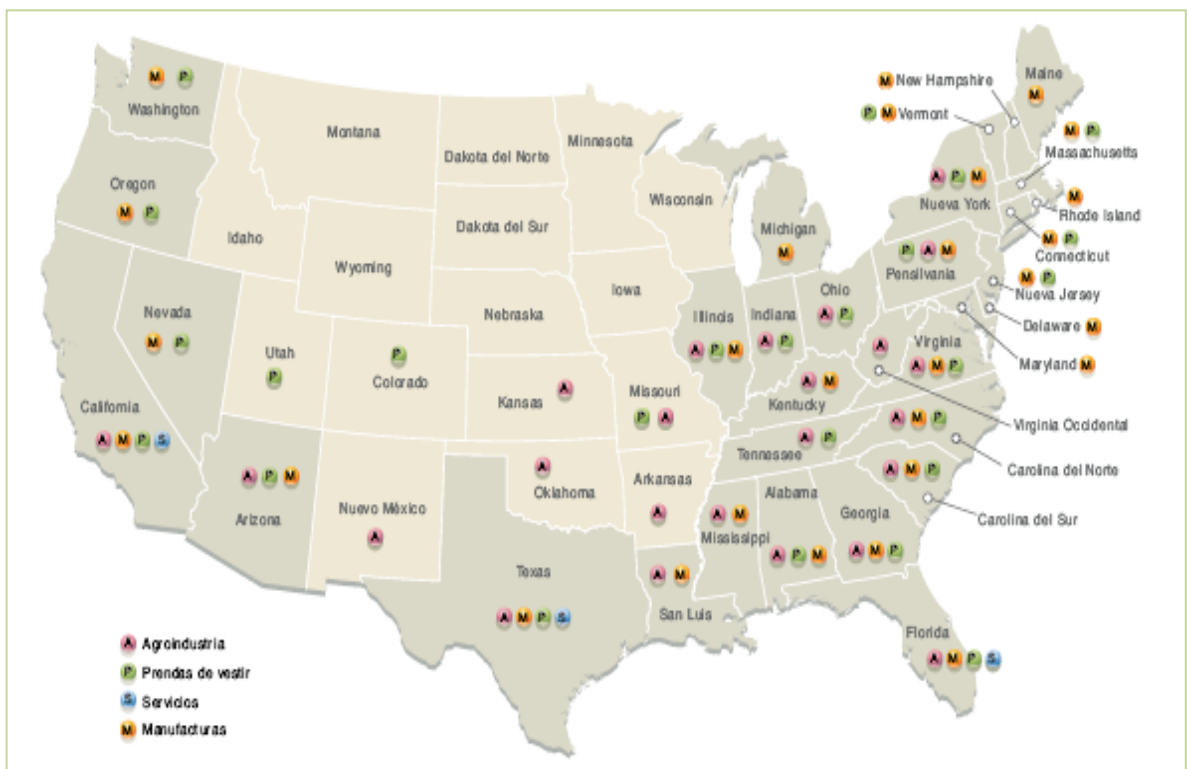 Washington
M P
Oregon
M P
California
A M P S
Nevada
M P
Idaho
Montana
Wyoming
Utah
P
Colorado
P
Arizona
A P M
Nuevo México
A
Dakota del Norte
Dakota del Sur
Nebraska
Kansas
A
Oklahoma
A
Texas
A M P S
Minnesota
Iowa
Missouri
P A
Arkansas
A
San Luis
A M
Wisconsin
Illinois
A P M
Michigan
M
Indiana
A P
Ohio
A P
Kentucky
A M
Tennessee
A P
Mississippi
A M
Alabama
A P M
Georgia
A M P
Florida
A M P S
M New Hampshire
P M Vermont
Maine
M
M P
Massachusetts
A P M
Nueva York
M
Rhode Island
M P
Connecticut
P A M
Pensilvania
M P
Nueva Jersey
Delaware M
Maryland M
Virginia
A M P
A
Virginia Occidental
A M P
Carolina del Norte
A M P
Carolina del Sur
A Agroindustria
P Prendas de vestir
S Servicios
M Manufacturas